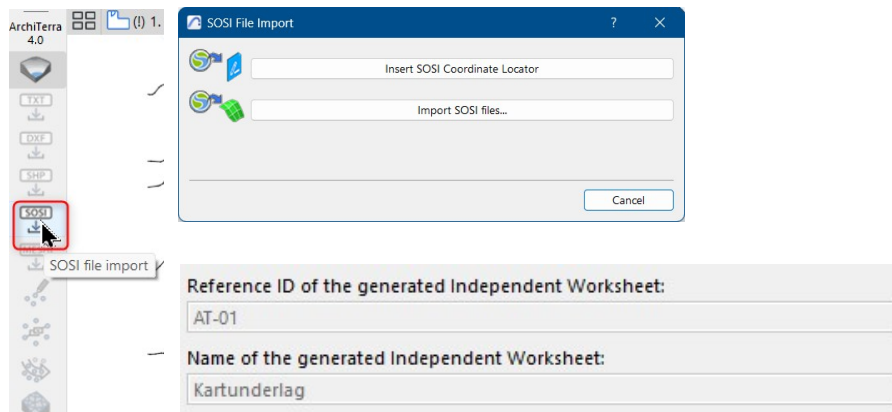 ArchiTerra
4.0
(!) 1.
TXT
DXF
SHP
SOSI
SOSI file import
SOSI File Import
?
Insert SOSI Coordinate Locator
Import SOSI files...
Cancel
Reference ID of the generated Independent Worksheet:
AT-01
Name of the generated Independent Worksheet:
Kartunderlag